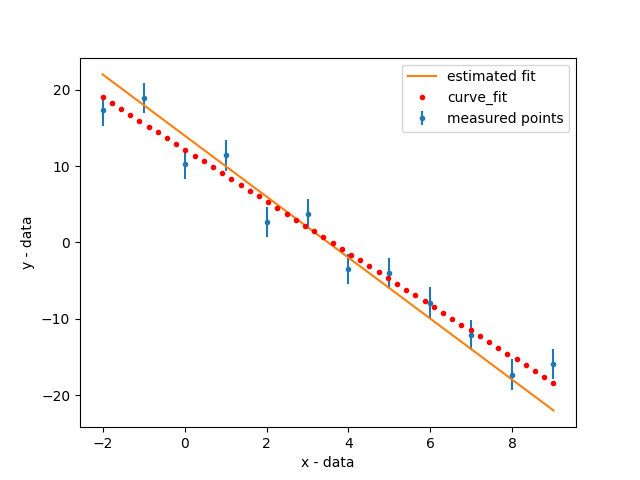 estimated fit
curve_fit
measured points
20
10
0
−10
−20
y - data
−2
0
2
4
6
8
x - data